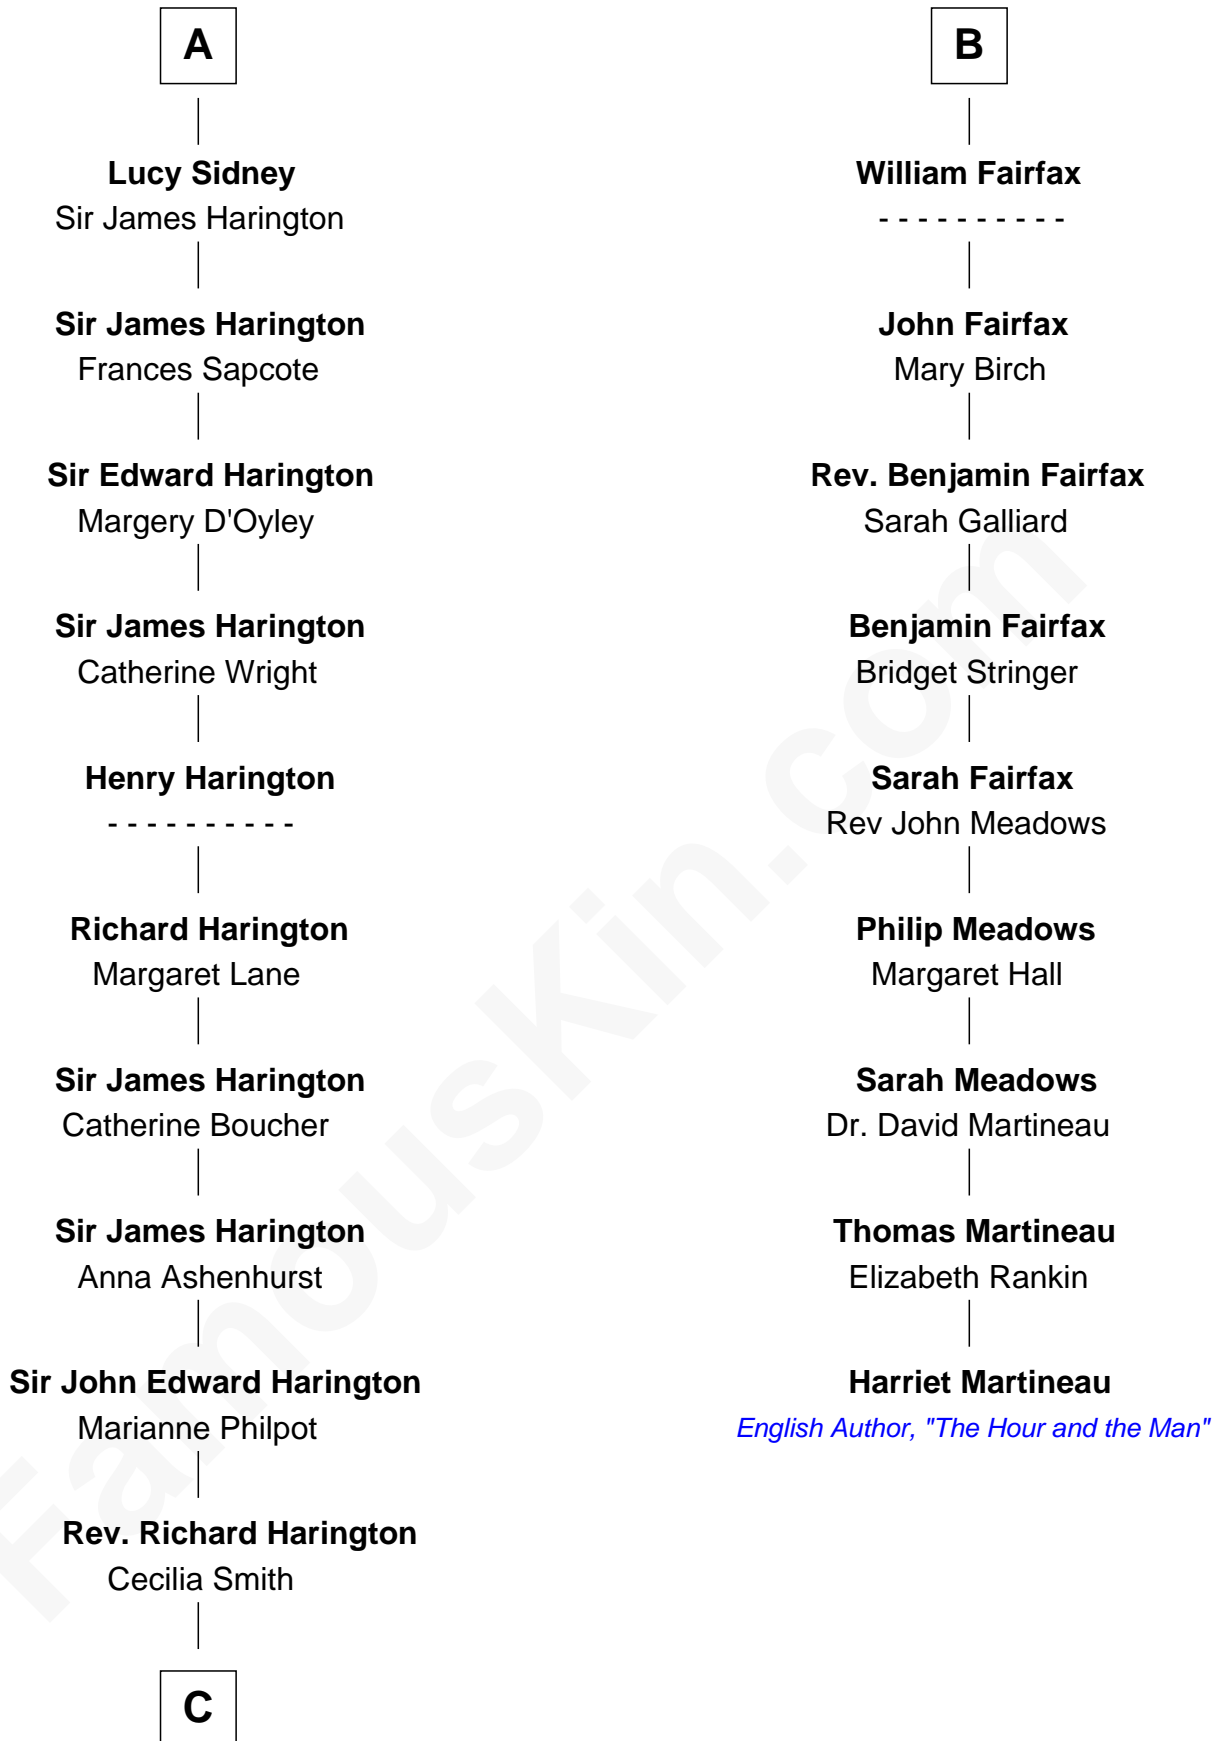 A
Lucy Sidney
Sir James Harington
Sir James Harington
Frances Sapcote
Sir Edward Harington
Margery D'Oyley
Sir James Harington
Catherine Wright
Henry Harington
- - - - - - - - - -
Richard Harington
Margaret Lane
Sir James Harington
Catherine Boucher
Sir James Harington
Anna Ashenhurst
Sir John Edward Harington
Marianne Philpot
Rev. Richard Harington
Cecilia Smith
C
B
William Fairfax
- - - - - - - - - -
John Fairfax
Mary Birch
Rev. Benjamin Fairfax
Sarah Galliard
Benjamin Fairfax
Bridget Stringer
Sarah Fairfax
Rev John Meadows
Philip Meadows
Margaret Hall
Sarah Meadows
Dr. David Martineau
Thomas Martineau
Elizabeth Rankin
Harriet Martineau
English Author, "The Hour and the Man"
FamousKin.com